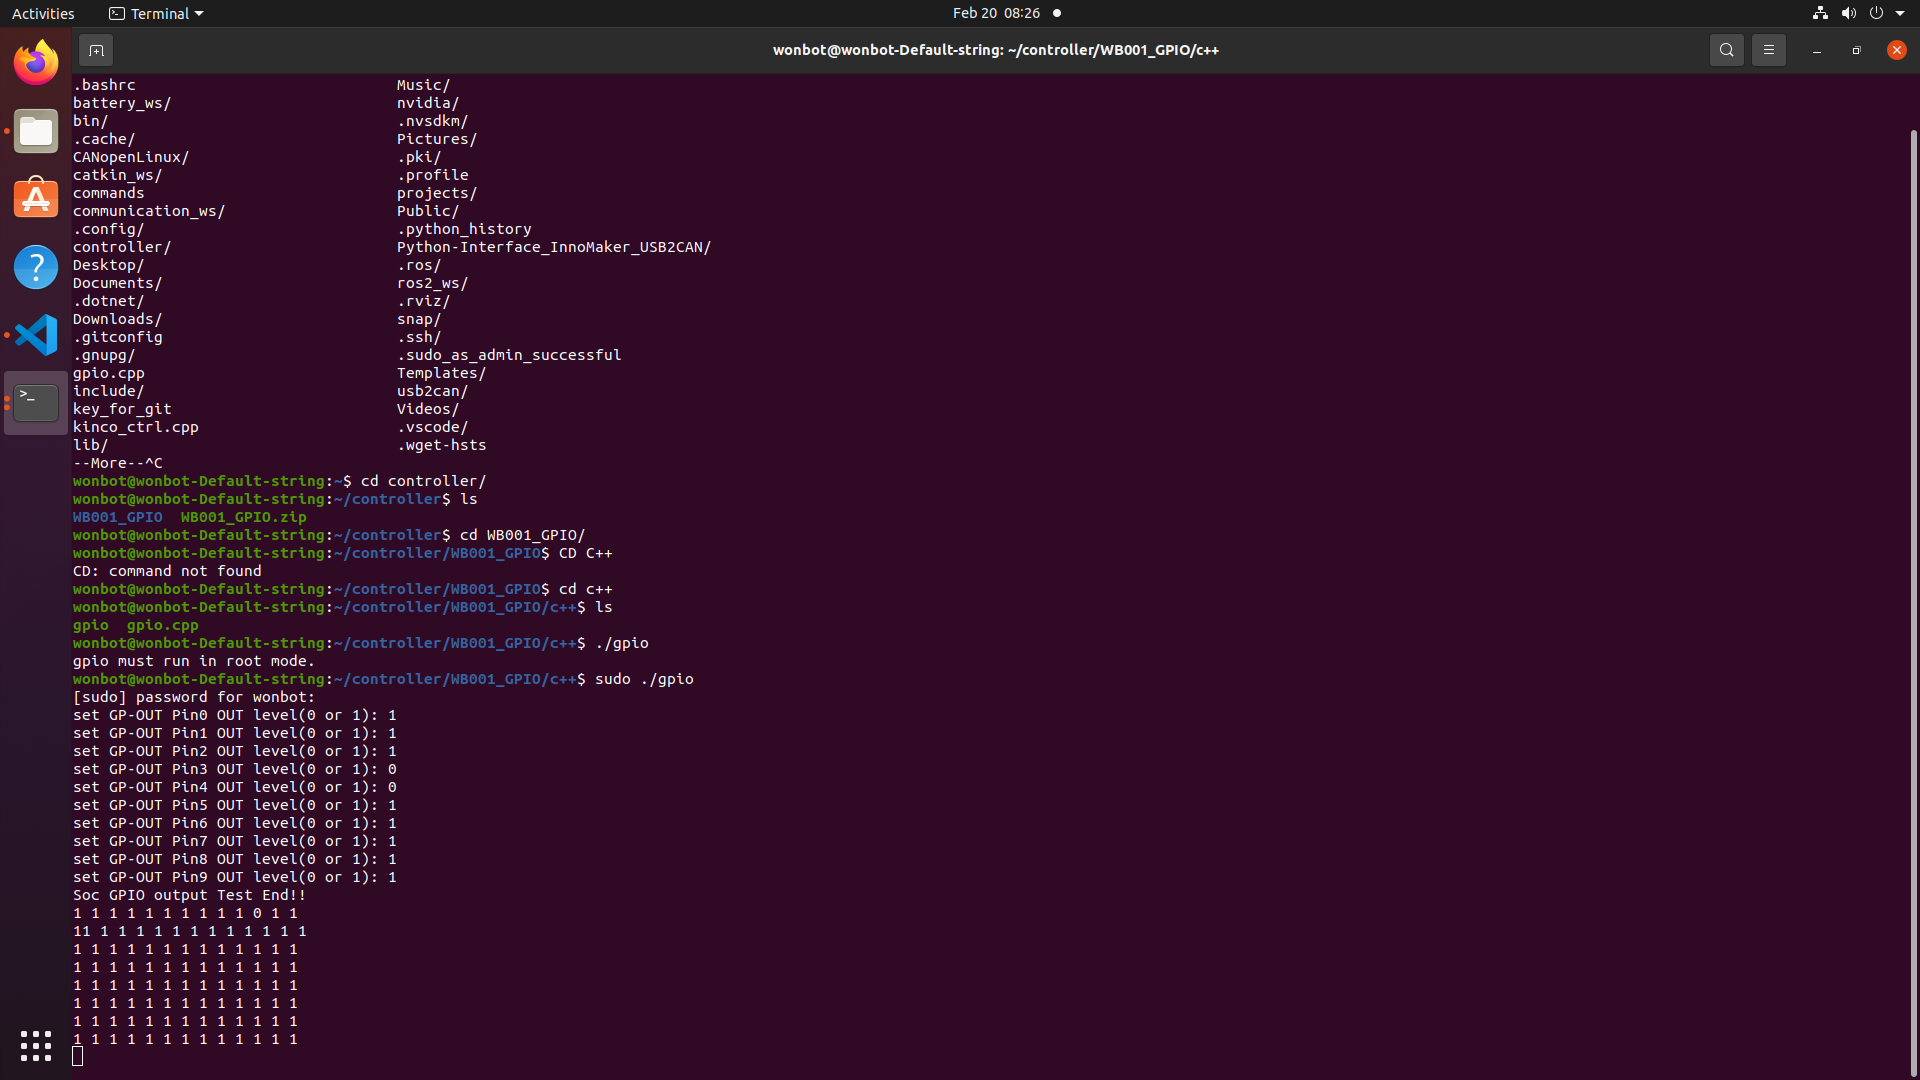 Activities Terminal Feb 20 08:26
wonbot@wonbot-Default-string: ~/controller/WB001_GPIO/c++
.bashrc Music/
battery_ws/ nvidia/
bin/ .nvsdkm/
.cache/ Pictures/
CANopenLinux/ .pki/
catkin_ws/ .profile
commands projects/
communication_ws/ Public/
.config/ .python_history
controller/ Python-Interface_InnoMaker_USB2CAN/
Desktop/ .ros/
Documents/ ros2_ws/
.dotnet/ .rviz/
Downloads/ snap/
.gitconfig .ssh/
.gnupg/ .sudo_as_admin_successful
gpio.cpp Templates/
include/ usb2can/
key_for_git Videos/
kinco_ctrl.cpp .vscode/
lib/ .wget-hsts
--More--^C
wonbot@wonbot-Default-string:~$ cd controller/
wonbot@wonbot-Default-string:~/controller$ ls
WB001_GPIO WB001_GPIO.zip
wonbot@wonbot-Default-string:~/controller$ cd WB001_GPIO/
wonbot@wonbot-Default-string:~/controller/WB001_GPIO$ CD C++
CD: command not found
wonbot@wonbot-Default-string:~/controller/WB001_GPIO$ cd c++
wonbot@wonbot-Default-string:~/controller/WB001_GPIO/c++$ ls
gpio gpio.cpp
wonbot@wonbot-Default-string:~/controller/WB001_GPIO/c++$ ./gpio
gpio must run in root mode.
wonbot@wonbot-Default-string:~/controller/WB001_GPIO/c++$ sudo ./gpio
[sudo] password for wonbot:
set GP-OUT Pin0 OUT level(0 or 1): 1
set GP-OUT Pin1 OUT level(0 or 1): 1
set GP-OUT Pin2 OUT level(0 or 1): 1
set GP-OUT Pin3 OUT level(0 or 1): 0
set GP-OUT Pin4 OUT level(0 or 1): 0
set GP-OUT Pin5 OUT level(0 or 1): 1
set GP-OUT Pin6 OUT level(0 or 1): 1
set GP-OUT Pin7 OUT level(0 or 1): 1
set GP-OUT Pin8 OUT level(0 or 1): 1
set GP-OUT Pin9 OUT level(0 or 1): 1
Soc GPIO output Test End!!
1 1 1 1 1 1 1 1 1 1 0 1 1
11 1 1 1 1 1 1 1 1 1 1 1 1
1 1 1 1 1 1 1 1 1 1 1 1 1
1 1 1 1 1 1 1 1 1 1 1 1 1
1 1 1 1 1 1 1 1 1 1 1 1 1
1 1 1 1 1 1 1 1 1 1 1 1 1
1 1 1 1 1 1 1 1 1 1 1 1 1
1 1 1 1 1 1 1 1 1 1 1 1 1